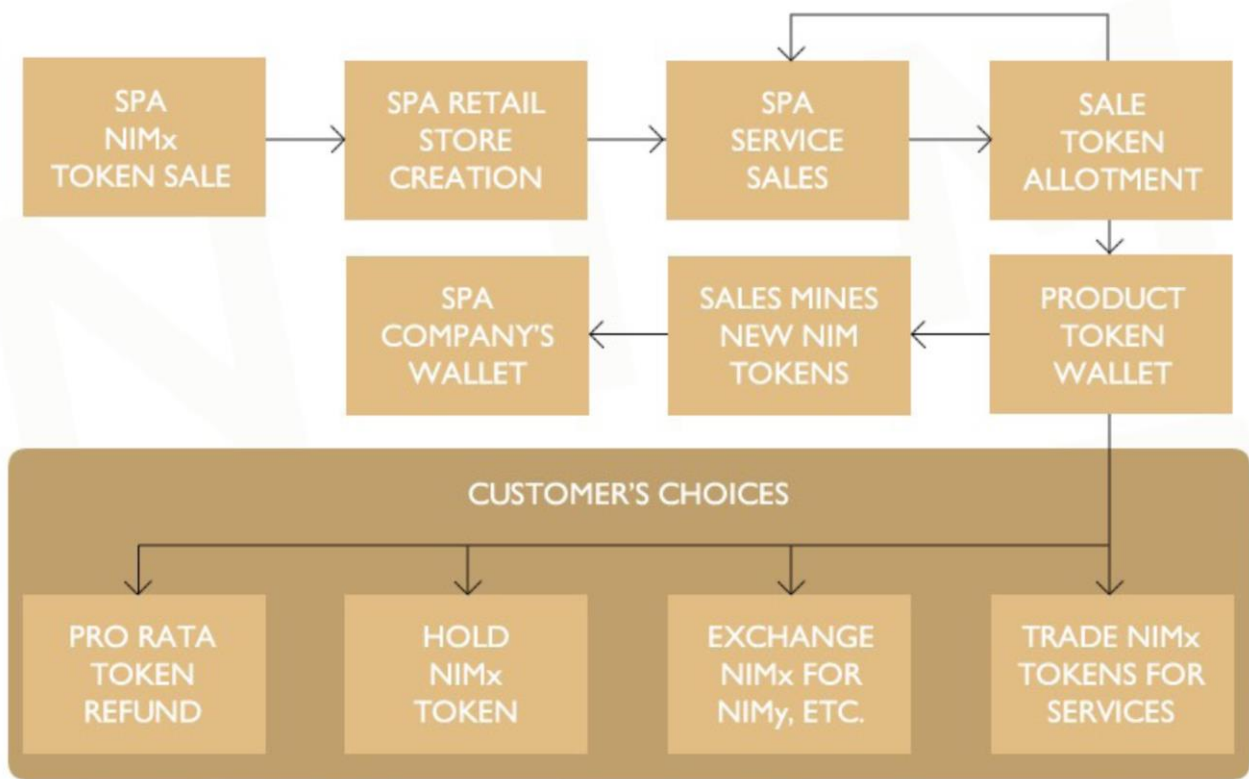 SPA
NIMx
TOKEN SALE
SPA RETAIL
STORE
CREATION
SPA
SERVICE
SALES
SALE
TOKEN
ALLOTMENT
SPA
COMPANY'S
WALLET
SALES MINES
NEW NIM
TOKENS
PRODUCT
TOKEN
WALLET
CUSTOMER'S CHOICES
PRO RATA
TOKEN
REFUND
HOLD
NIMx
TOKEN
EXCHANGE
NIMx FOR
NIMy, ETC.
TRADE NIMx
TOKENS FOR
SERVICES